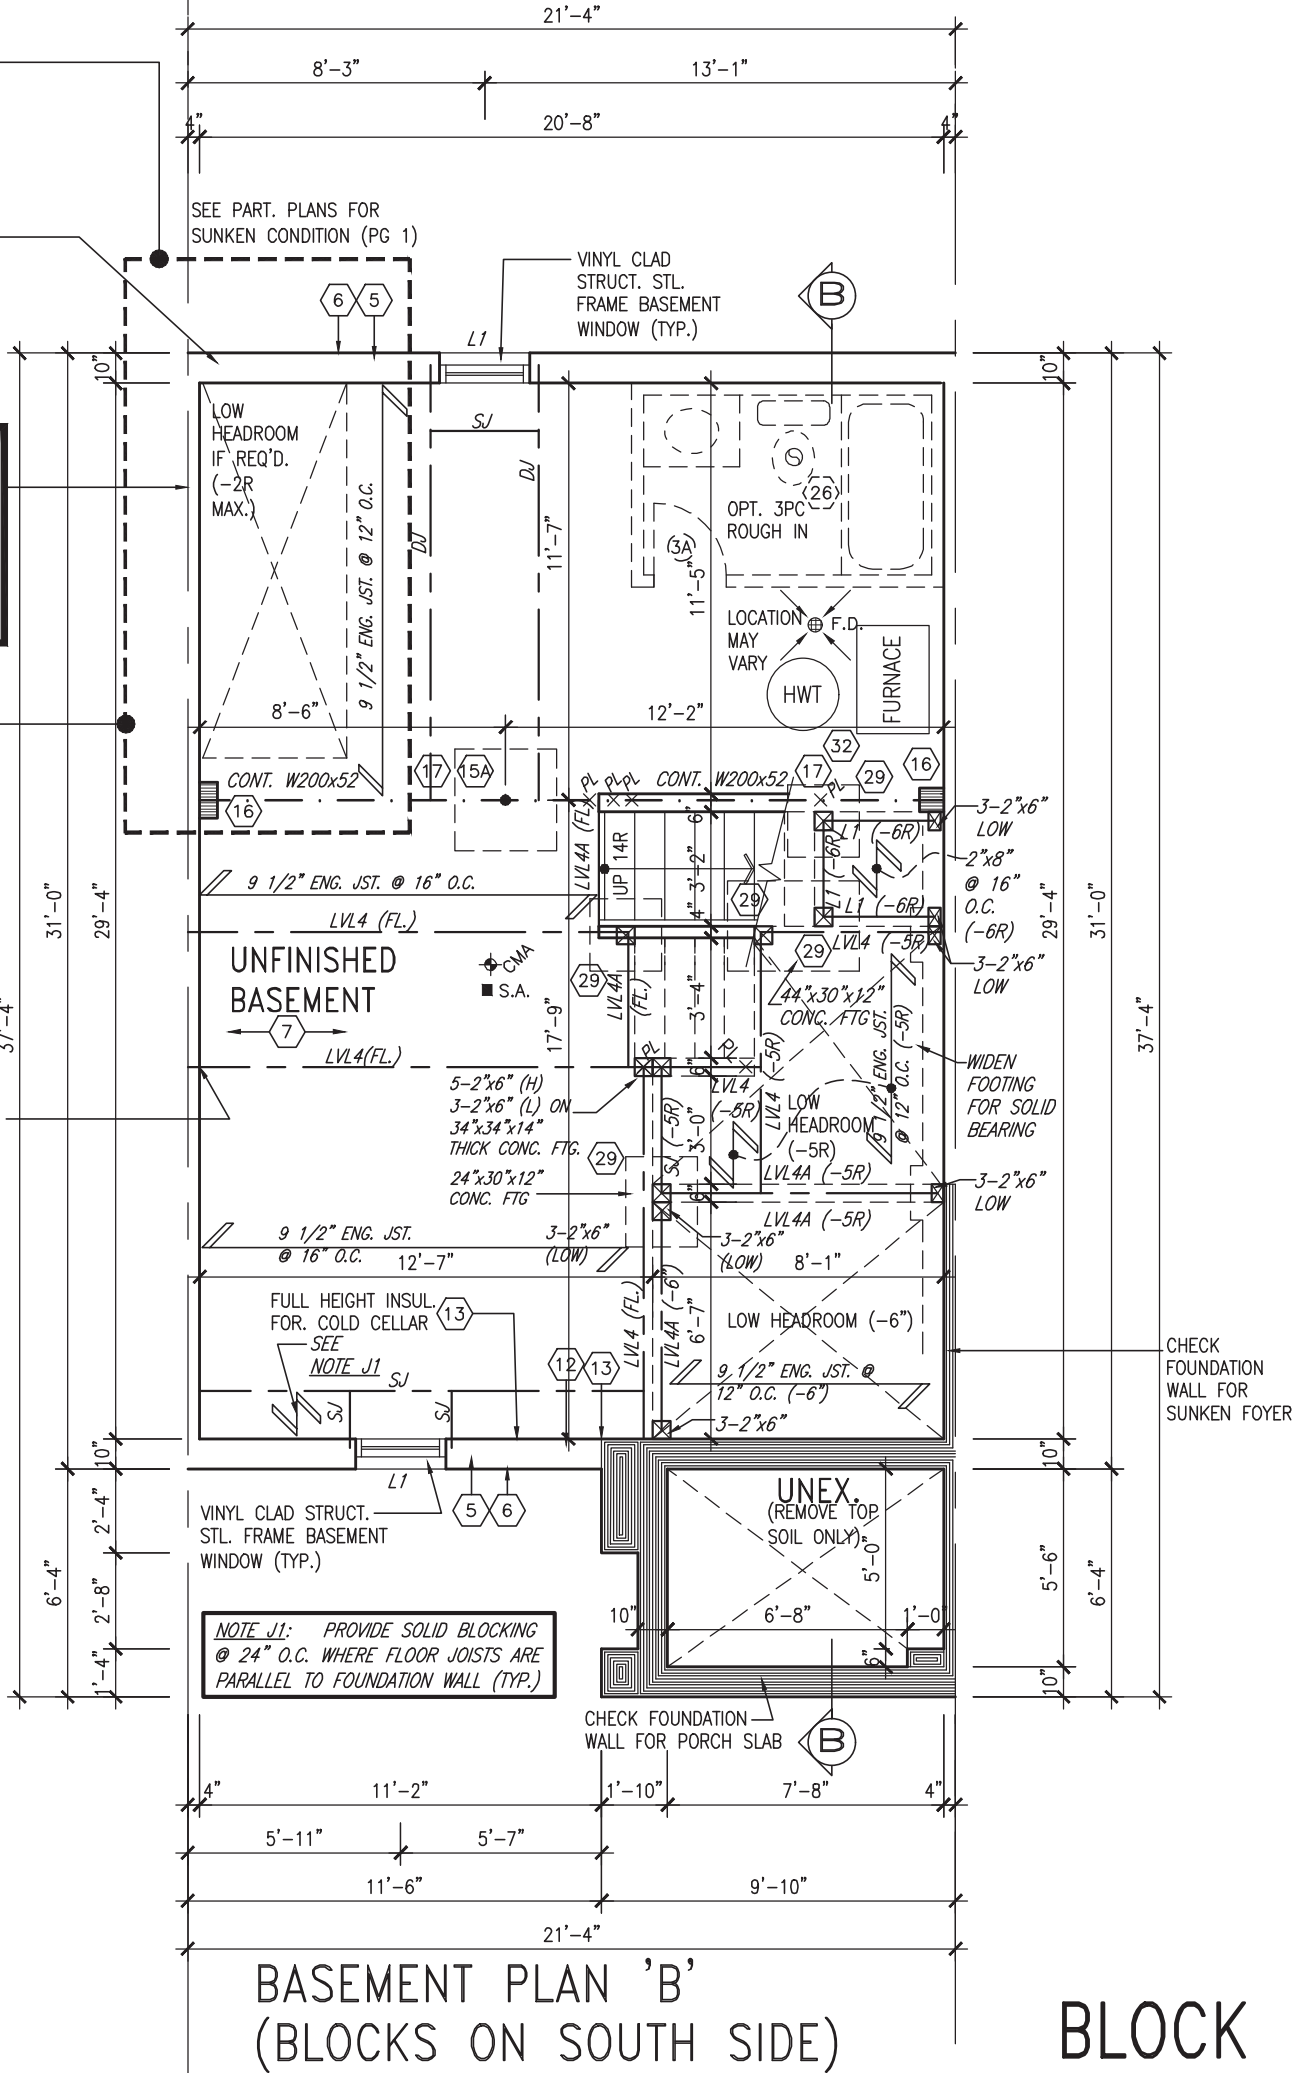 21'-4"
8'-3"
13'-1"
4"
20'-8"
4"
SEE PART. PLANS FOR
SUNKEN CONDITION (PG 1)
VINYL CLAD
STRUCT. STL.
FRAME BASEMENT
WINDOW (TYP.)
B
6
5
L1
10"
10"
LOW
HEADROOM
IF REQ'D.
(-2R
MAX.)
9 1/2" ENG. JST. @ 12" O.C.
SJ
DJ
DJ
11'-7"
11'-5"
26
OPT. 3PC
ROUGH IN
3A
LOCATION
MAY
VARY
F.D.
HWT
FURNACE
8'-6"
12'-2"
CONT. W200x52
17
15A
PL
PL
PL
CONT. W200x52
17
32
29
16
PL
16
3-2"x6"
LOW
LVL4A (FL.)
UP 14R
6"
3'-2"
4"
L1 (-6R)
L1 (-6R)
L1 (-6R)
2"x8"
@ 16"
O.C.
(-6R)
9 1/2" ENG. JST. @ 16" O.C.
LVL4 (FL.)
29
29
LVL4 (-5R)
3-2"x6"
LOW
31'-0"
29'-4"
29'-4"
31'-0"
37'-4"
37'-4"
UNFINISHED
BASEMENT
CMA
S.A.
7
29
LVL4A
(FL.)
17'-9"
3'-4"
44"x30"x12"
CONC. FTG
9 1/2" ENG. JST.
@ 12" O.C. (-5R)
WIDEN
FOOTING
FOR SOLID
BEARING
LVL4(FL.)
PL
PL
6"
5-2"x6" (H)
3-2"x6" (L) ON
34"x34"x14"
THICK CONC. FTG.
LVL4
(-5R)
LVL4 (-5R)
LOW
HEADROOM
(-5R)
SJ (-5R)
3'-0"
29
24"x30"x12"
CONC. FTG
LVL4A (-5R)
6"
3-2"x6"
LOW
LVL4A (-5R)
9 1/2" ENG. JST.
@ 16" O.C.
3-2"x6"
(LOW)
3-2"x6"
(LOW)
12'-7"
8'-1"
FULL HEIGHT INSUL.
FOR. COLD CELLAR
13
LVL4 (FL.)
LVL4A (-6")
6'-7"
LOW HEADROOM (-6")
SEE
NOTE J1
SJ
SJ
SJ
12
13
9 1/2" ENG. JST. @
12" O.C. (-6")
3-2"x6"
CHECK
FOUNDATION
WALL FOR
SUNKEN FOYER
10"
10"
L1
5
6
VINYL CLAD STRUCT.
STL. FRAME BASEMENT
WINDOW (TYP.)
UNEX.
(REMOVE TOP
SOIL ONLY)
5'-0"
2'-4"
6'-4"
2'-8"
1'-4"
5'-6"
6'-4"
10"
10"
6'-8"
1'-0"
6"
NOTE J1: PROVIDE SOLID BLOCKING
@ 24" O.C. WHERE FLOOR JOISTS ARE
PARALLEL TO FOUNDATION WALL (TYP.)
CHECK FOUNDATION
WALL FOR PORCH SLAB
B
4"
11'-2"
1'-10"
7'-8"
4"
5'-11"
5'-7"
11'-6"
9'-10"
21'-4"
BASEMENT PLAN 'B'
(BLOCKS ON SOUTH SIDE)
BLOCK